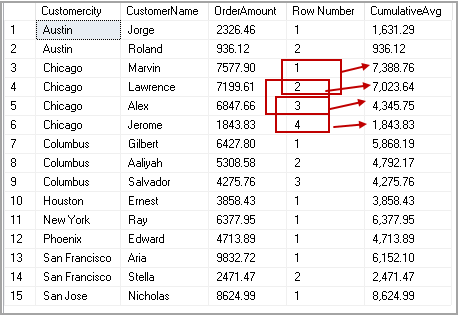 Customercity CustomerName OrderAmount Row Number CumulativeAvg
1 Austin Jorge 2326.46 1 1,631.29
2 Austin Roland 936.12 2 936.12
3 Chicago Marvin 7577.90 1 7,388.76
4 Chicago Lawrence 7199.61 2 7,023.64
5 Chicago Alex 6847.66 3 4,345.75
6 Chicago Jerome 1843.83 4 1,843.83
7 Columbus Gilbert 6427.80 1 5,868.19
8 Columbus Aaliyah 5308.58 2 4,792.17
9 Columbus Salvador 4275.76 3 4,275.76
10 Houston Ernest 3858.43 1 3,858.43
11 New York Ray 6377.95 1 6,377.95
12 Phoenix Edward 4713.89 1 4,713.89
13 San Francisco Aria 9832.72 1 6,152.10
14 San Francisco Stella 2471.47 2 2,471.47
15 San Jose Nicholas 8624.99 1 8,624.99